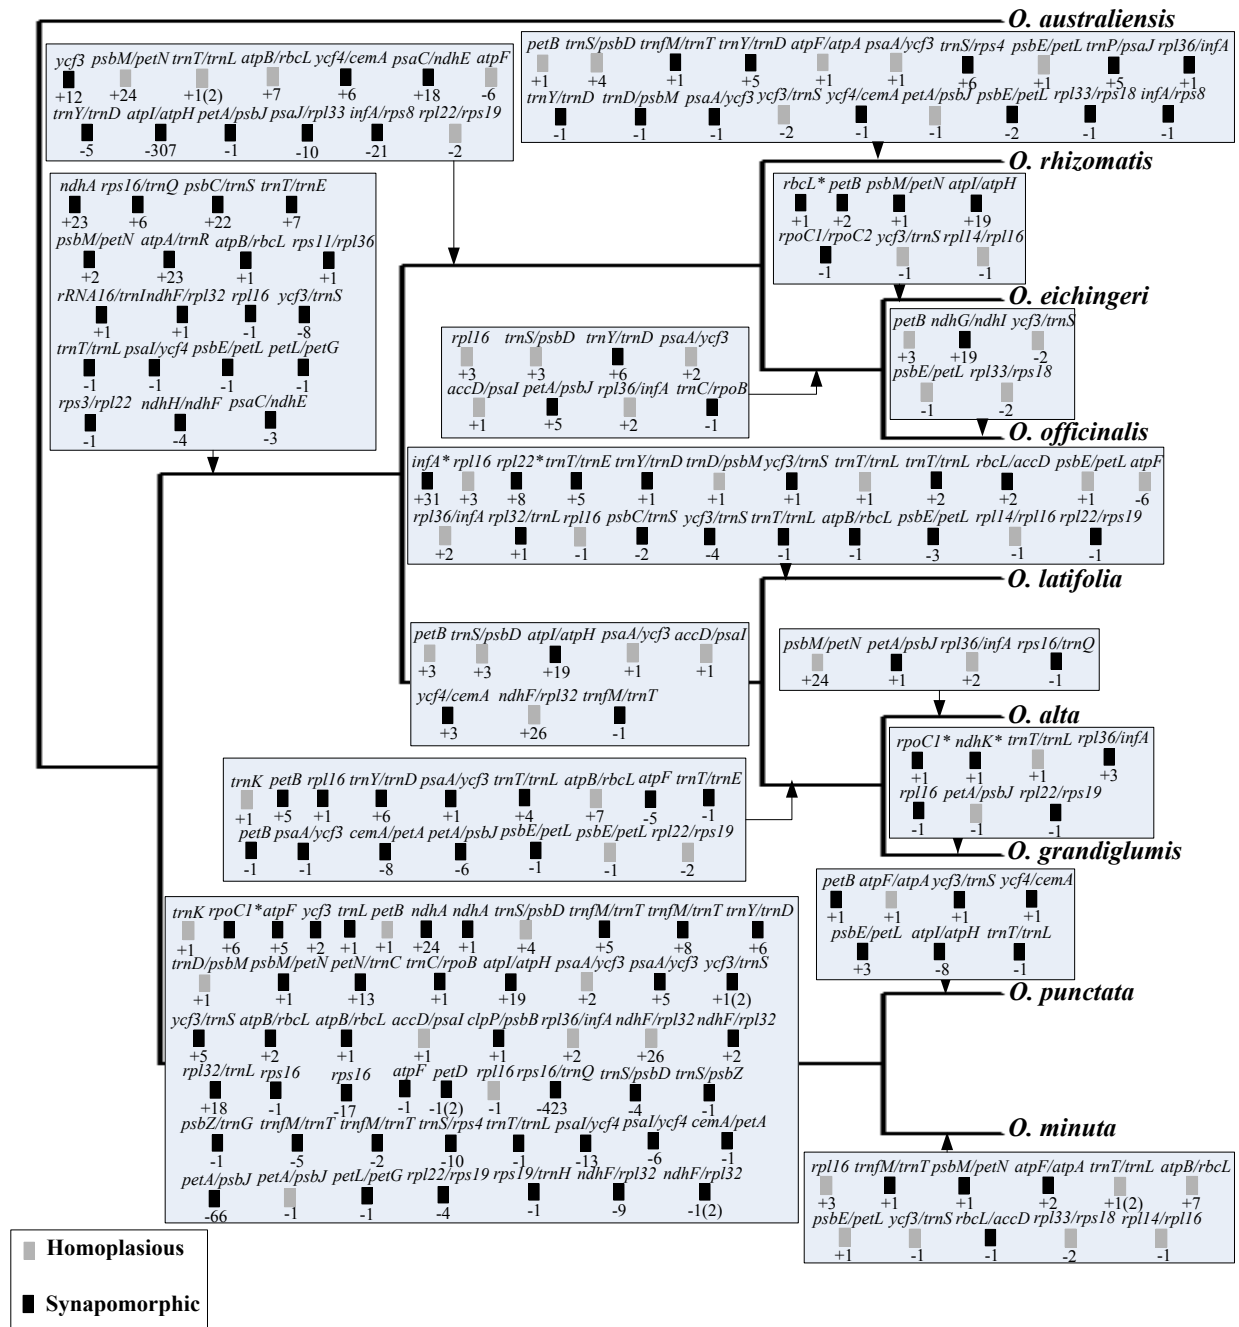 O. australiensis
ycf3 psbM/petN trnT/trnL atpB/rbcL ycf4/cemA psaC/ndhE atpF
+12 +24 +1(2) +7 +6 +18 -6
trnY/trnD atpI/atpH petA/psbJ psaJ/rpl33 infA/rps8 rpl22/rps19
-5 -307 -1 -10 -21 -2
petB trnS/psbD trnfM/trnT trnY/trnD atpF/atpA psaA/ycf3 trnS/rps4 psbE/petL trnP/psaJ rpl36/infA
+1 +4 +1 +5 +1 +1 +6 +1 +5 +1
trnY/trnD trnD/psbM psaA/ycf3 ycf3/trnS ycf4/cemA petA/psbJ psbE/petL rpl33/rps18 infA/rps8
-1 -1 -1 -2 -1 -1 -2 -1 -1
O. rhizomatis
ndhA rps16/trnQ psbC/trnS trnT/trnE
+23 +6 +22 +7
psbM/petN atpA/trnR atpB/rbcL rps11/rpl36
+2 +23 +1 +1
rRNA16/trnI ndhF/rpl32 rpl16 ycf3/trnS
+1 +1 -1 -8
trnT/trnL psaI/ycf4 psbE/petL petL/petG
-1 -1 -1 -1
rps3/rpl22 ndhH/ndhF psaC/ndhE
-1 -4 -3
rbcL* petB psbM/petN atpI/atpH
+1 +2 +1 +19
rpoC1/rpoC2 ycf3/trnS rpl14/rpl16
-1 -1 -1
O. eichingeri
rpl16 trnS/psbD trnY/trnD psaA/ycf3
+3 +3 +6 +2
accD/psaI petA/psbJ rpl36/infA trnC/rpoB
+1 +5 +2 -1
petB ndhG/ndhI ycf3/trnS
+3 +19 -2
psbE/petL rpl33/rps18
-1 -2
O. officinalis
infA* rpl16 rpl22* trnT/trnE trnY/trnD trnD/psbM ycf3/trnS trnT/trnL trnT/trnL rbcL/accD psbE/petL atpF
+31 +3 +8 +5 +1 +1 +1 +1 +2 +2 +1 -6
rpl36/infA rpl32/trnL rpl16 psbC/trnS ycf3/trnS trnT/trnL atpB/rbcL psbE/petL rpl14/rpl16 rpl22/rps19
+2 +1 -1 -2 -4 -1 -1 -3 -1 -1
O. latifolia
petB trnS/psbD atpI/atpH psaA/ycf3 accD/psaI
+3 +3 +19 +1 +1
ycf4/cemA ndhF/rpl32 trnfM/trnT
+3 +26 -1
psbM/petN petA/psbJ rpl36/infA rps16/trnQ
+24 +1 +2 -1
O. alta
rpoC1* ndhK* trnT/trnL rpl36/infA
+1 +1 +1 +3
rpl16 petA/psbJ rpl22/rps19
-1 -1 -1
trnK petB rpl16 trnY/trnD psaA/ycf3 trnT/trnL atpB/rbcL atpF trnT/trnE
+1 +5 +1 +6 +1 +4 +7 -5 -1
petB psaA/ycf3 cemA/petA petA/psbJ psbE/petL psbE/petL rpl22/rps19
-1 -1 -8 -6 -1 -1 -2
O. grandiglumis
petB atpF/atpA ycf3/trnS ycf4/cemA
+1 +1 +1 +1
psbE/petL atpI/atpH trnT/trnL
+3 -8 -1
O. punctata
trnK rpoC1* atpF ycf3 trnL petB ndhA ndhA trnS/psbD trnfM/trnT trnfM/trnT trnY/trnD
+1 +6 +5 +2 +1 +1 +24 +1 +4 +5 +8 +6
trnD/psbM psbM/petN petN/trnC trnC/rpoB atpI/atpH psaA/ycf3 psaA/ycf3 ycf3/trnS
+1 +1 +13 +1 +19 +2 +5 +1(2)
ycf3/trnS atpB/rbcL atpB/rbcL accD/psaI clpP/psbB rpl36/infA ndhF/rpl32 ndhF/rpl32
+5 +2 +1 +1 +1 +2 +26 +2
rpl32/trnL rps16 rps16 atpF petD rpl16 rps16/trnQ trnS/psbD trnS/psbZ
+18 -1 -17 -1 -1(2) -1 -423 -4 -1
psbZ/trnG trnfM/trnT trnfM/trnT trnS/rps4 trnT/trnL psaI/ycf4 psaI/ycf4 cemA/petA
-1 -5 -2 -10 -1 -13 -6 -1
petA/psbJ petA/psbJ petL/petG rpl22/rps19 rps19/trnH ndhF/rpl32 ndhF/rpl32
-66 -1 -1 -4 -1 -9 -1(2)
O. minuta
rpl16 trnfM/trnT psbM/petN atpF/atpA trnT/trnL atpB/rbcL
+3 +1 +1 +2 +1(2) +7
psbE/petL ycf3/trnS rbcL/accD rpl33/rps18 rpl14/rpl16
+1 -1 -1 -2 -1
Homoplasious
Synapomorphic